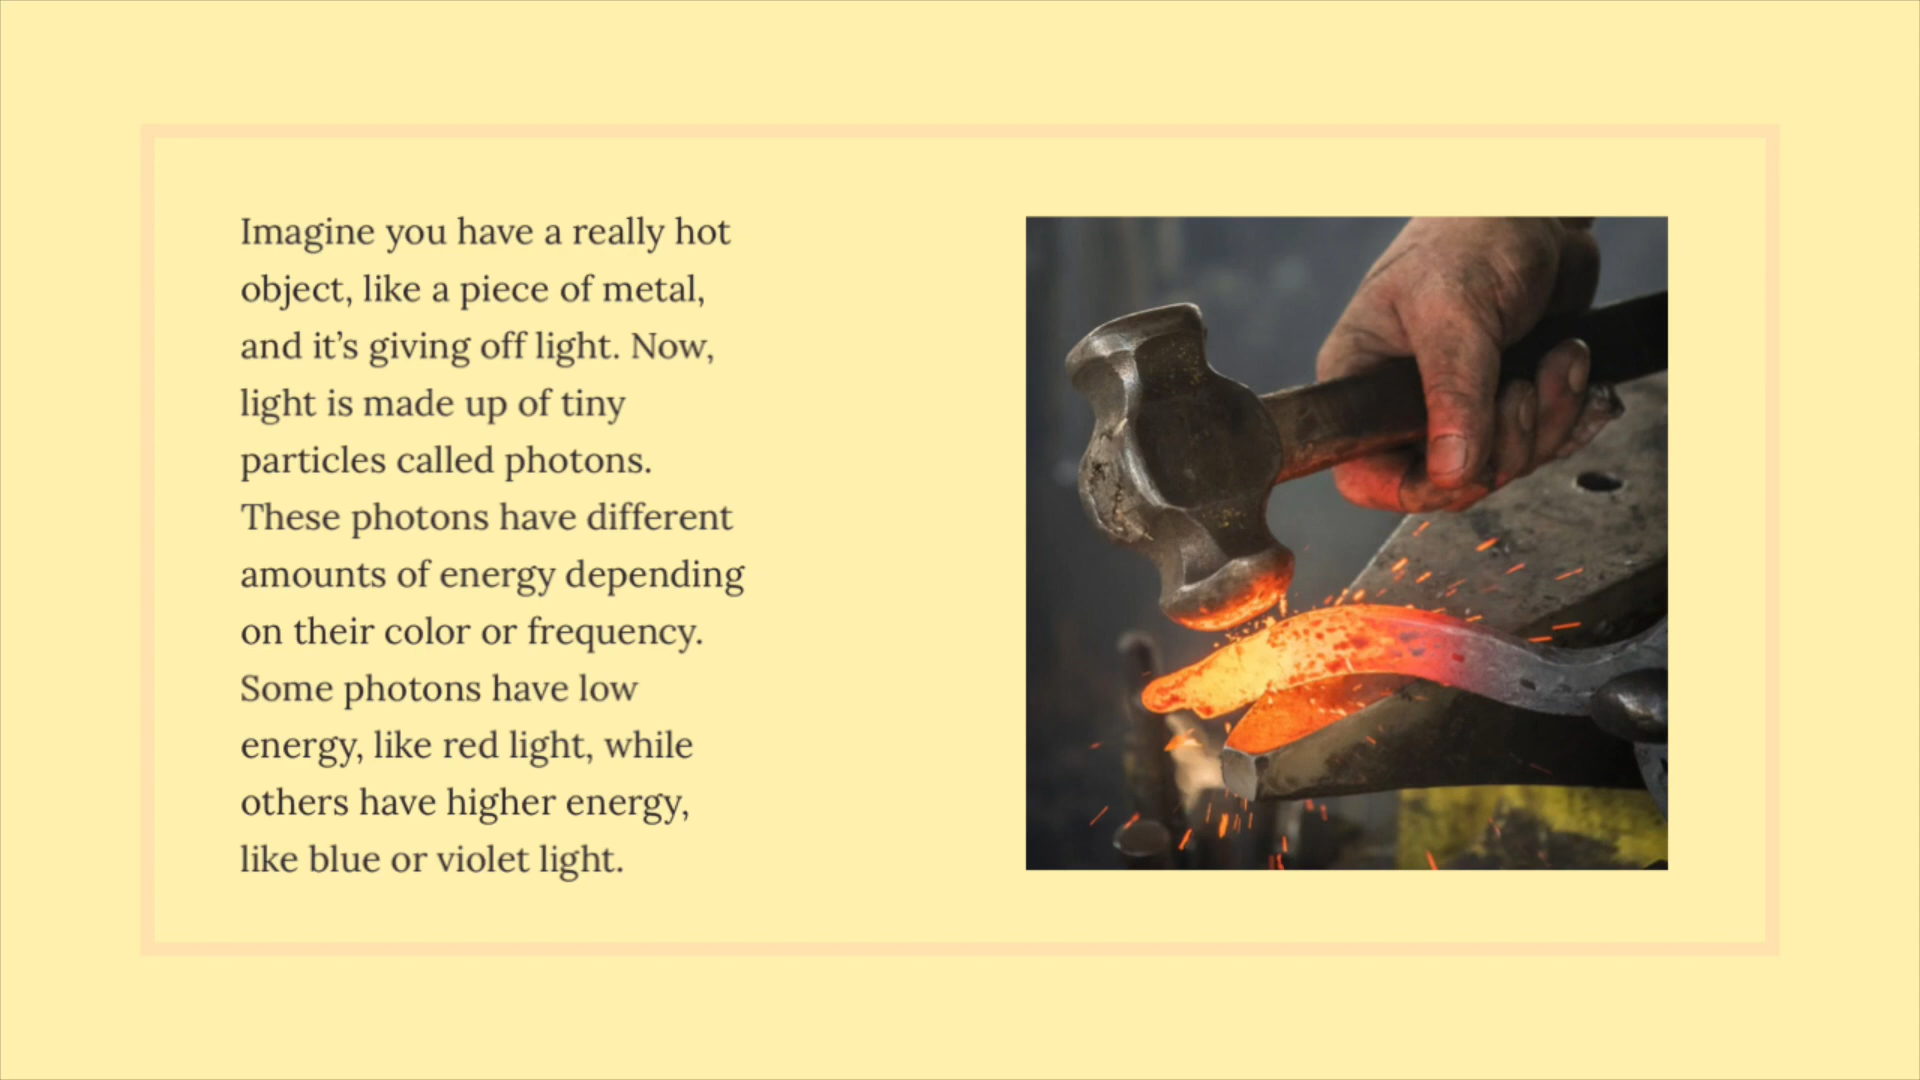 Imagine you have a really hot
object, like a piece of metal,
and it’s giving off light. Now,
light is made up of tiny
particles called photons.
These photons have different
amounts of energy depending
on their color or frequency.
Some photons have low
energy, like red light, while
others have higher energy,
like blue or violet light.